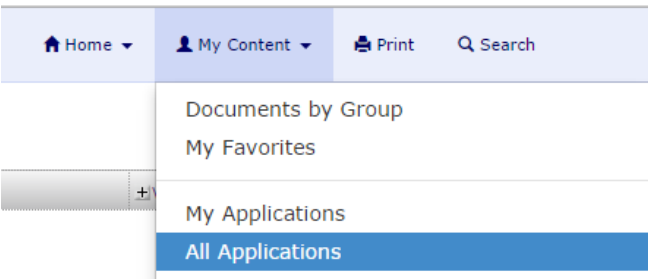 Home My Content Print Search
Documents by Group
My Favorites
My Applications
All Applications